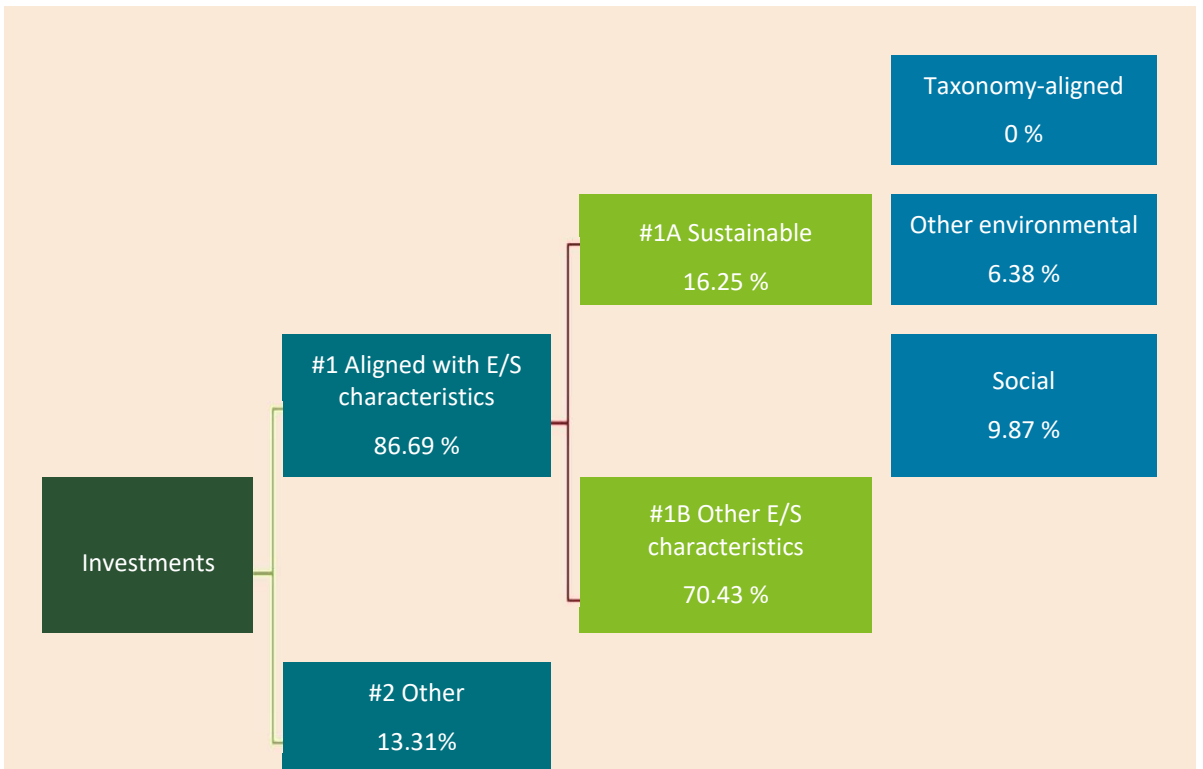 Taxonomy-aligned
0 %
#1A Sustainable
16.25 %
Other environmental
6.38 %
#1 Aligned with E/S
characteristics
86.69 %
Social
9.87 %
Investments
#1B Other E/S
characteristics
70.43 %
#2 Other
13.31%